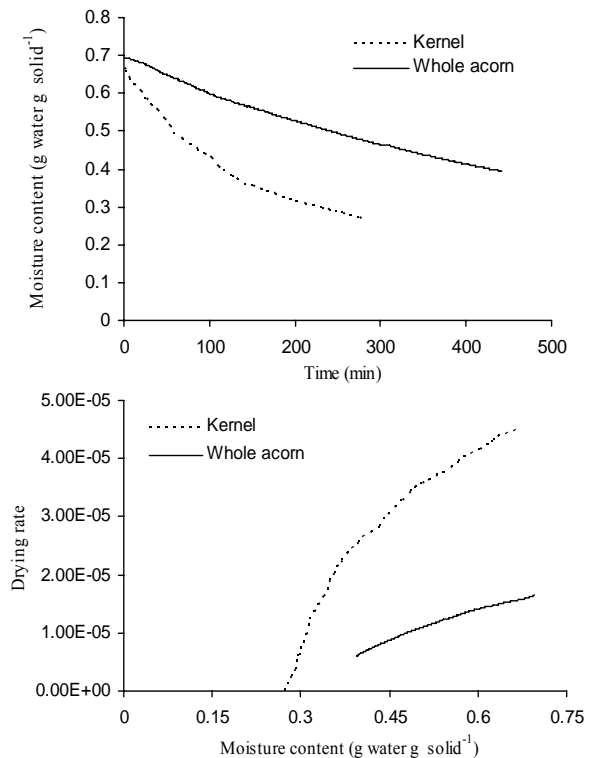 0.8
0.7
0.6
0.5
0.4
0.3
0.2
0.1
0
Moisture content (g water g solid-1)
Kernel
Whole acorn
0 100 200 300 400 500
Time (min)
5.00E-05
4.00E-05
3.00E-05
2.00E-05
1.00E-05
0.00E+00
Drying rate
Kernel
Whole acorn
0 0.15 0.3 0.45 0.6 0.75
Moisture content (g water g solid-1)